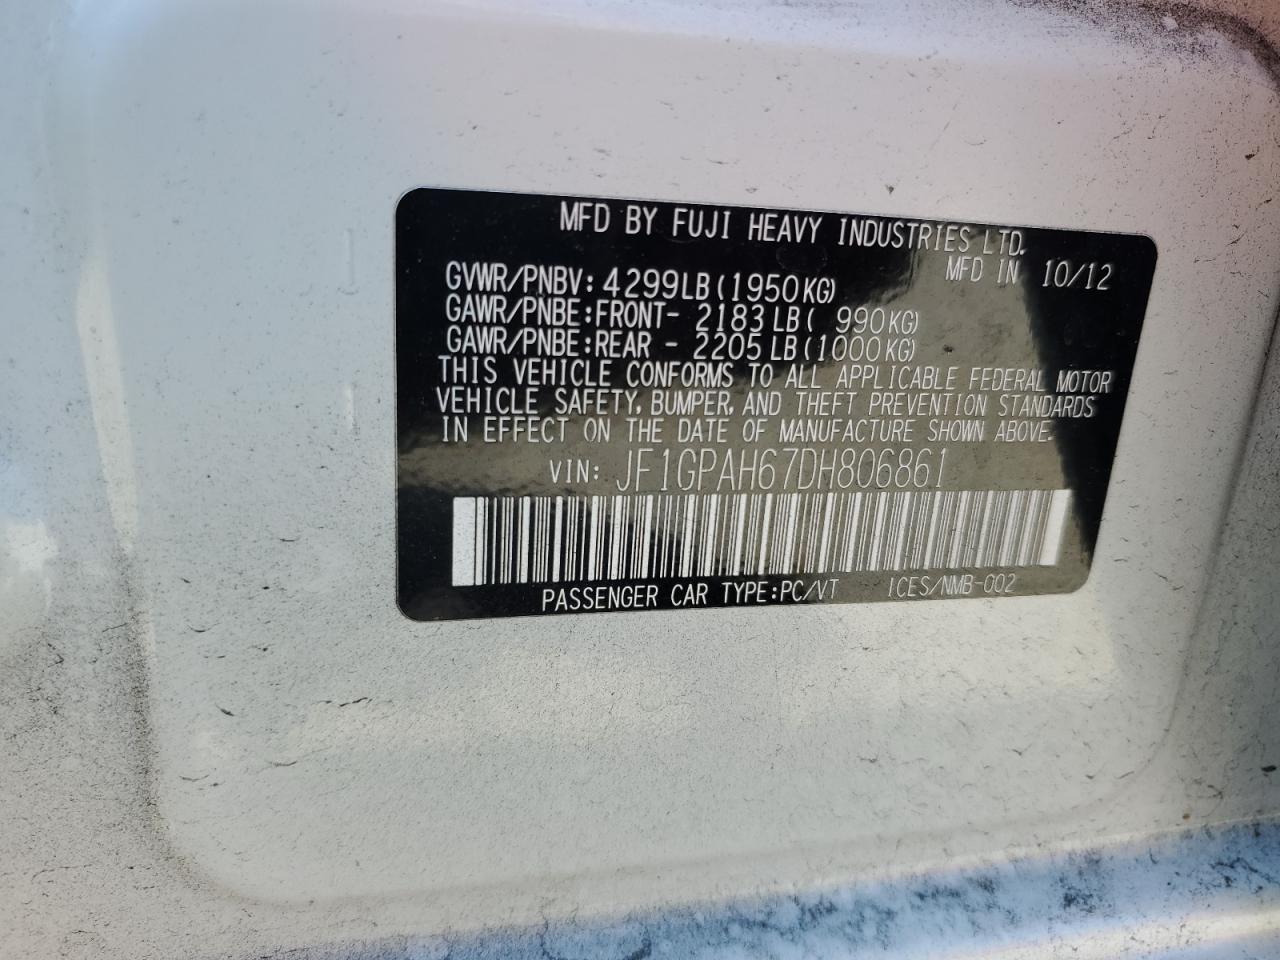 MFD BY FUJI HEAVY INDUSTRIES LTD.
MFD IN 10/12
GVWR/PNBV: 4299LB(1950KG)
GAWR/PNBE:FRONT- 2183LB( 990KG)
GAWR/PNBE:REAR - 2205LB(1000KG)
THIS VEHICLE CONFORMS TO ALL APPLICABLE FEDERAL MOTOR
VEHICLE SAFETY, BUMPER, AND THEFT PREVENTION STANDARDS
IN EFFECT ON THE DATE OF MANUFACTURE SHOWN ABOVE.
VIN: JF1GPAH67DH806861
PASSENGER CAR TYPE:PC/VT ICES/NMB-002